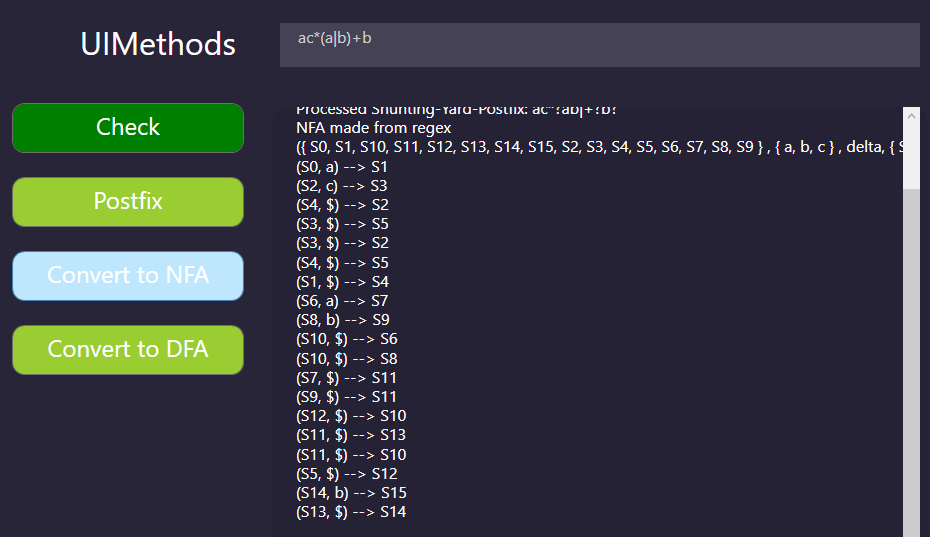 UIMethods
ac*(a|b)+b
Check
Postfix
Convert to NFA
Convert to DFA
Processed Shunting-Yard-Postfix: ac*?ab|+?b?
NFA made from regex
({ S0, S1, S10, S11, S12, S13, S14, S15, S2, S3, S4, S5, S6, S7, S8, S9 } , { a, b, c } , delta, { S
(S0, a) --> S1
(S2, c) --> S3
(S4, $) --> S2
(S3, $) --> S5
(S3, $) --> S2
(S4, $) --> S5
(S1, $) --> S4
(S6, a) --> S7
(S8, b) --> S9
(S10, $) --> S6
(S10, $) --> S8
(S7, $) --> S11
(S9, $) --> S11
(S12, $) --> S10
(S11, $) --> S13
(S11, $) --> S10
(S5, $) --> S12
(S14, b) --> S15
(S13, $) --> S14